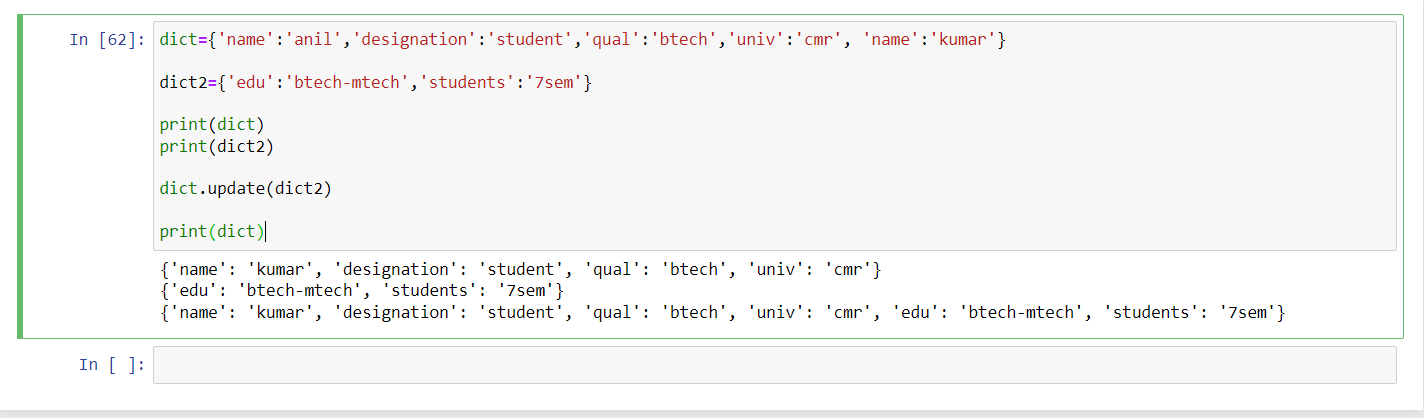 In [62]: dict={'name':'anil','designation':'student','qual':'btech','univ':'cmr', 'name':'kumar'}
dict2={'edu':'btech-mtech','students':'7sem'}
print(dict)
print(dict2)
dict.update(dict2)
print(dict)
{'name': 'kumar', 'designation': 'student', 'qual': 'btech', 'univ': 'cmr'}
{'edu': 'btech-mtech', 'students': '7sem'}
{'name': 'kumar', 'designation': 'student', 'qual': 'btech', 'univ': 'cmr', 'edu': 'btech-mtech', 'students': '7sem'}
In [ ]: